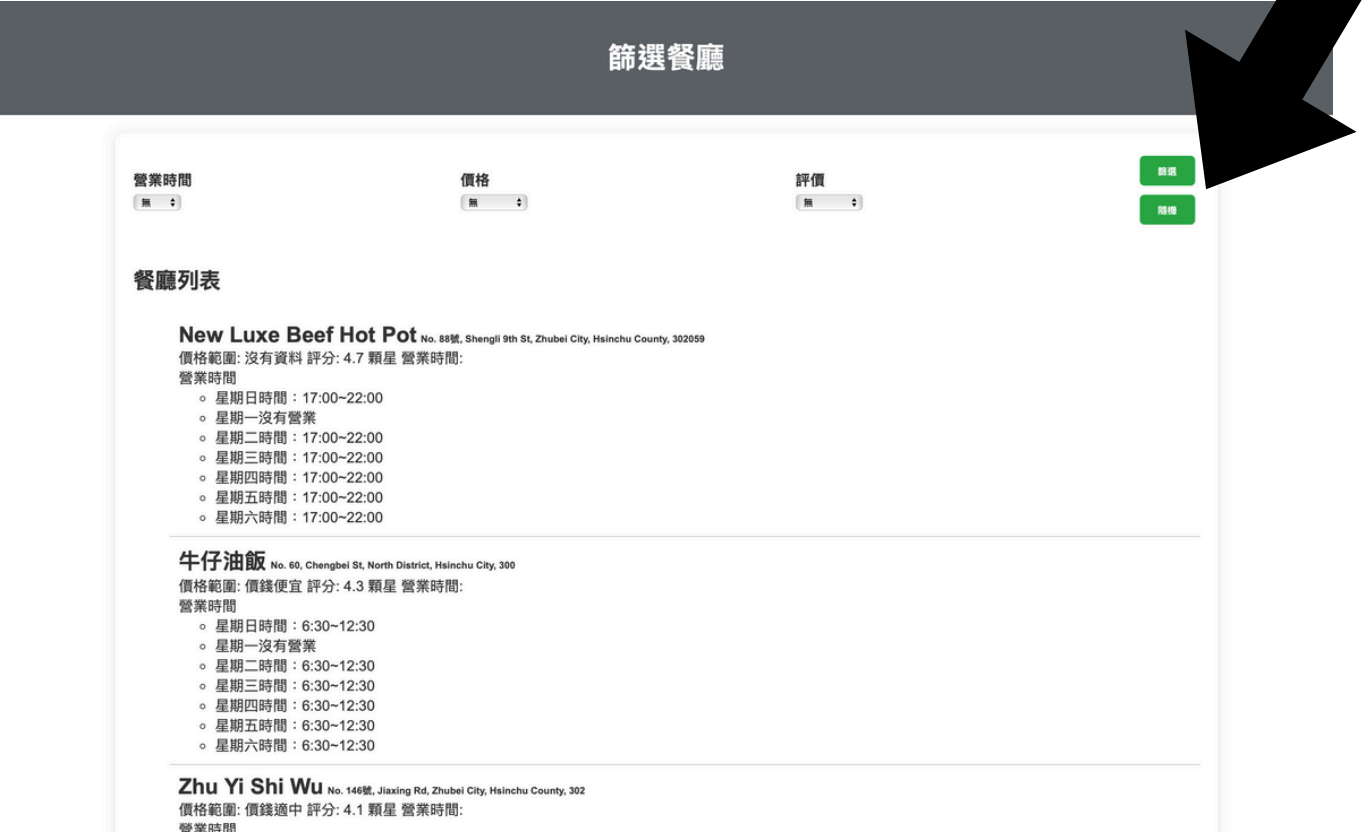 篩選餐廳
營業時間 價格 評價 篩選
無 無 無 隨機
餐廳列表
New Luxe Beef Hot Pot No. 88號, Shengli 9th St, Zhubei City, Hsinchu County, 302059
價格範圍: 沒有資料 評分: 4.7 顆星 營業時間:
營業時間
星期日時間：17:00~22:00
星期一沒有營業
星期二時間：17:00~22:00
星期三時間：17:00~22:00
星期四時間：17:00~22:00
星期五時間：17:00~22:00
星期六時間：17:00~22:00
牛仔油飯 No. 60, Chengbei St, North District, Hsinchu City, 300
價格範圍: 價錢便宜 評分: 4.3 顆星 營業時間:
營業時間
星期日時間：6:30~12:30
星期一沒有營業
星期二時間：6:30~12:30
星期三時間：6:30~12:30
星期四時間：6:30~12:30
星期五時間：6:30~12:30
星期六時間：6:30~12:30
Zhu Yi Shi Wu No. 146號, Jiaxing Rd, Zhubei City, Hsinchu County, 302
價格範圍: 價錢適中 評分: 4.1 顆星 營業時間:
營業時間